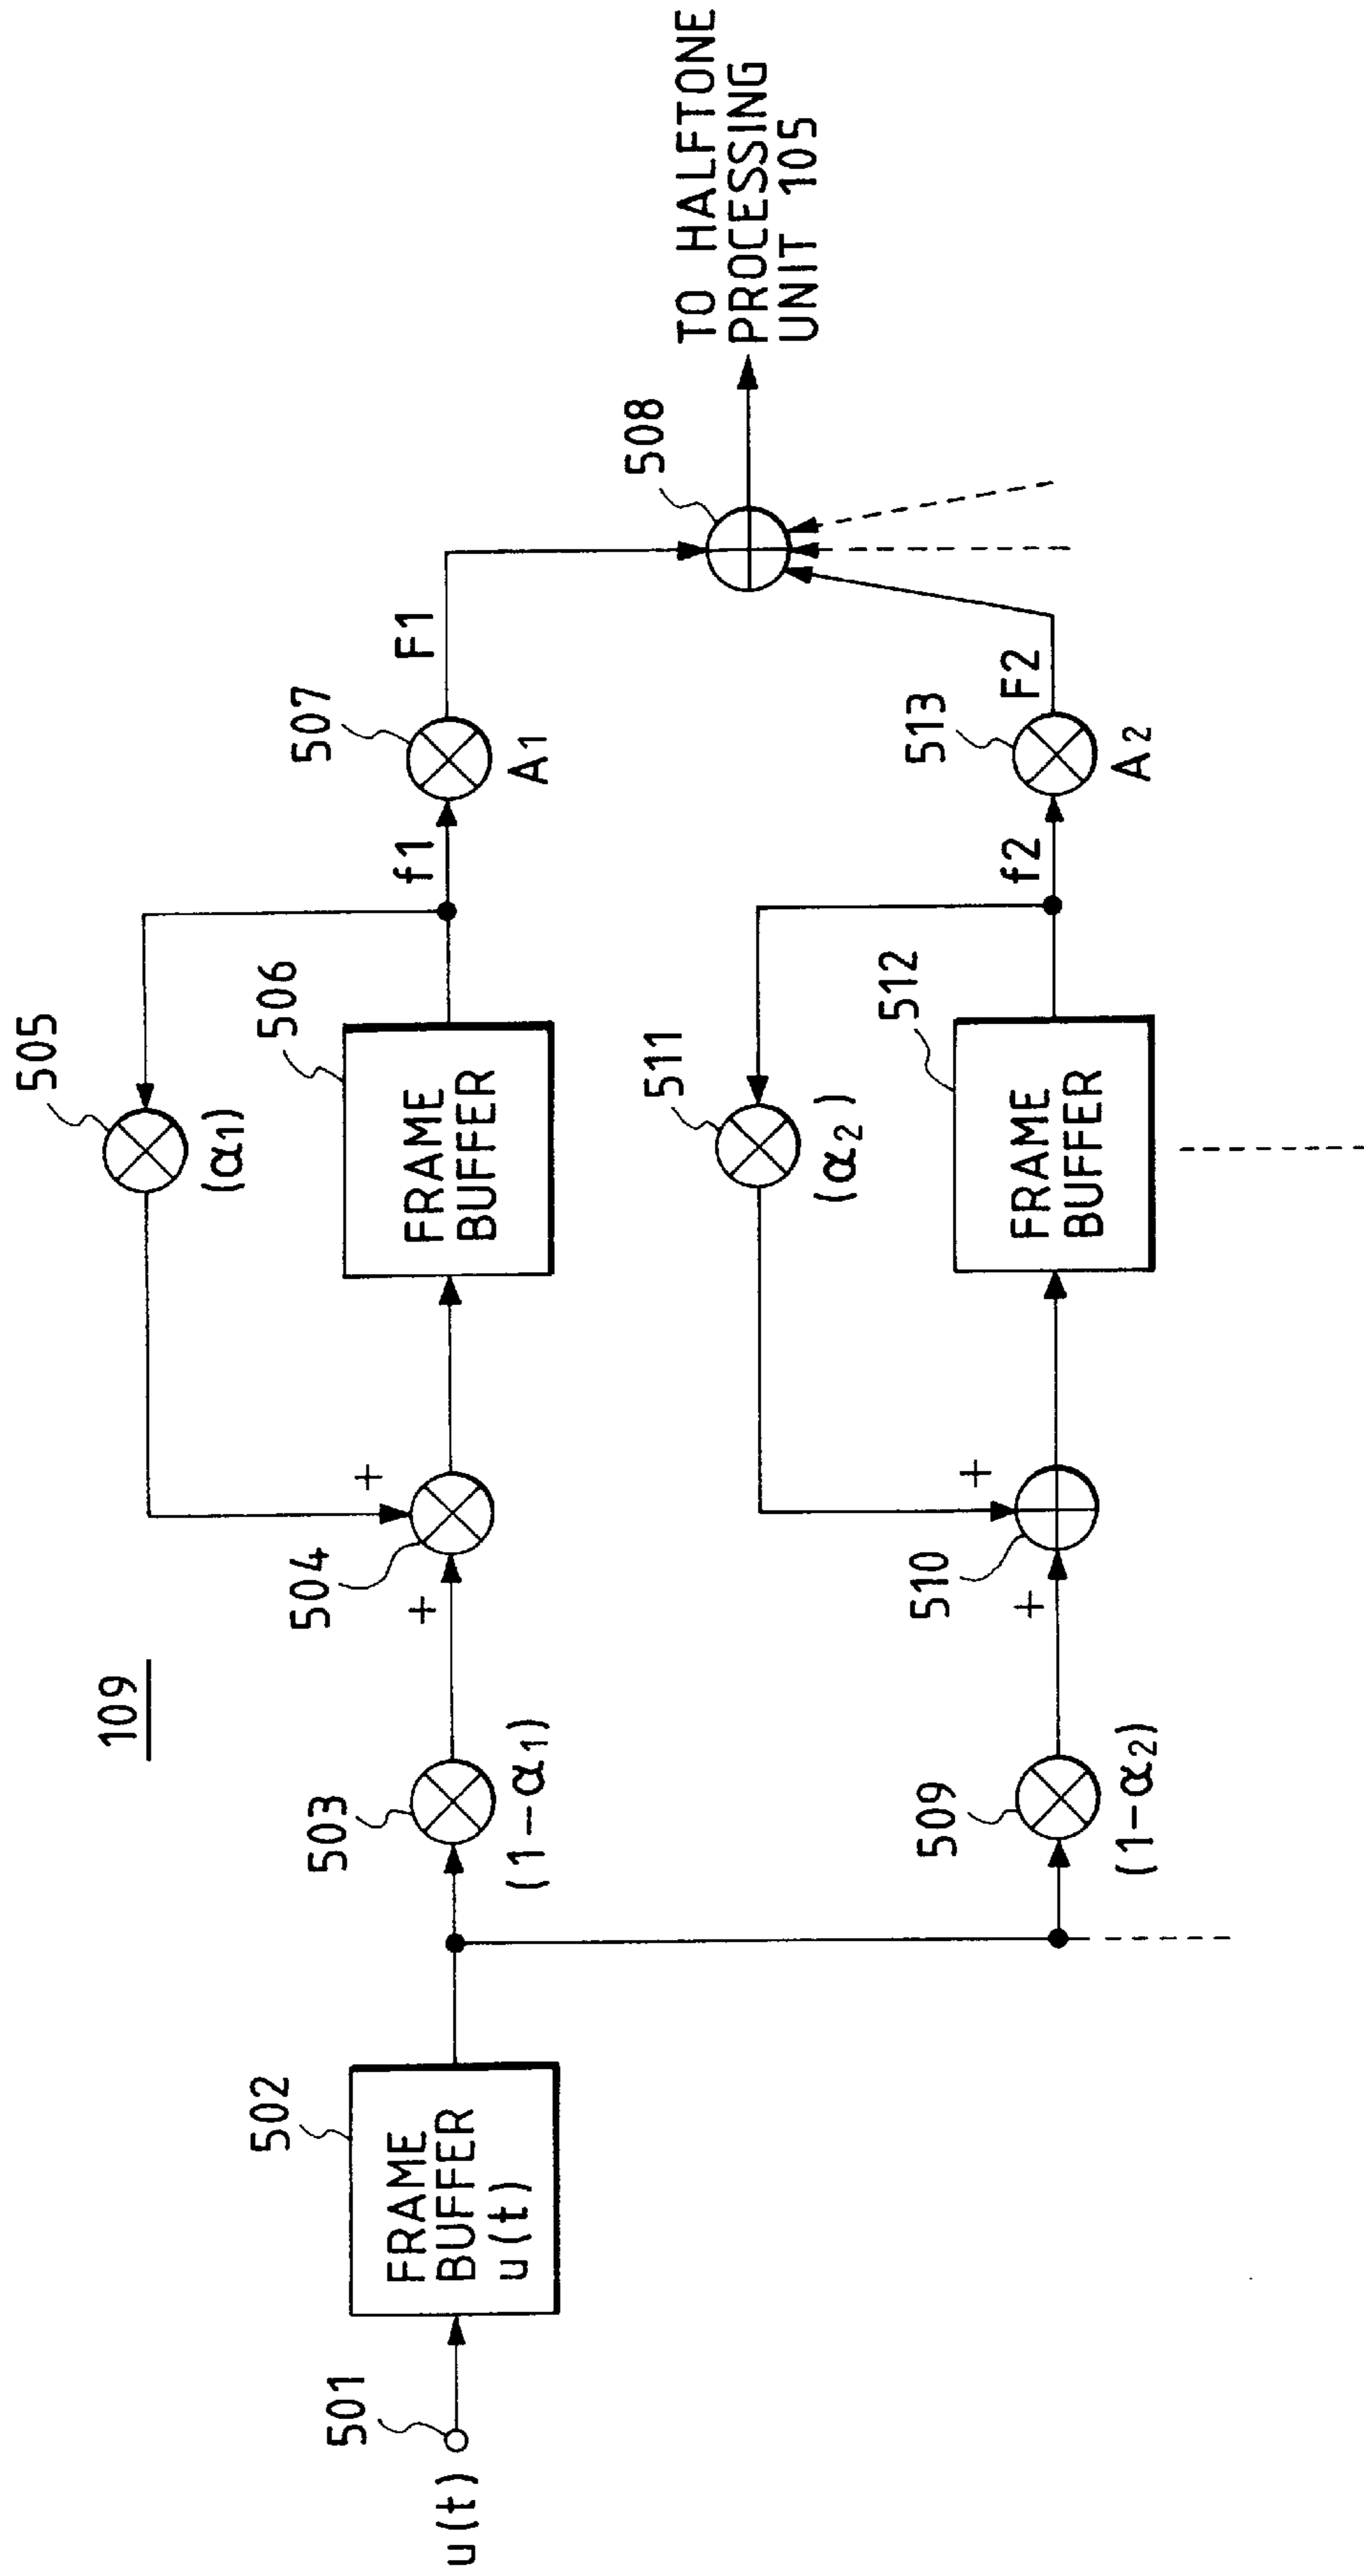 109
u(t)
501
502
FRAME
BUFFER
u(t)
503
(1-α1)
504
+
+
505
(α1)
506
FRAME
BUFFER
f1
507
A1
F1
508
TO HALFTONE
PROCESSING
UNIT 105
509
(1-α2)
510
+
+
511
(α2)
512
FRAME
BUFFER
f2
513
A2
F2